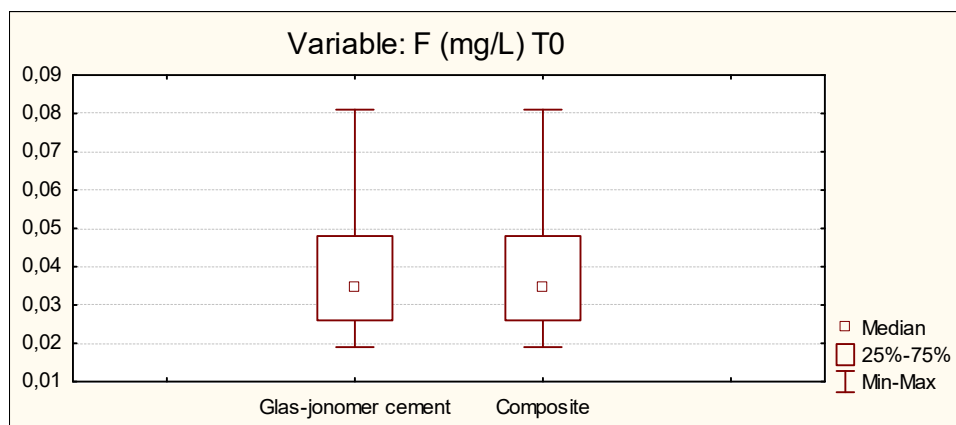 Variable: F (mg/L) T0
0,09
0,08
0,07
0,06
0,05
0,04
0,03
0,02
0,01
Glas-jonomer cement
Composite
Median
25%-75%
Min-Max